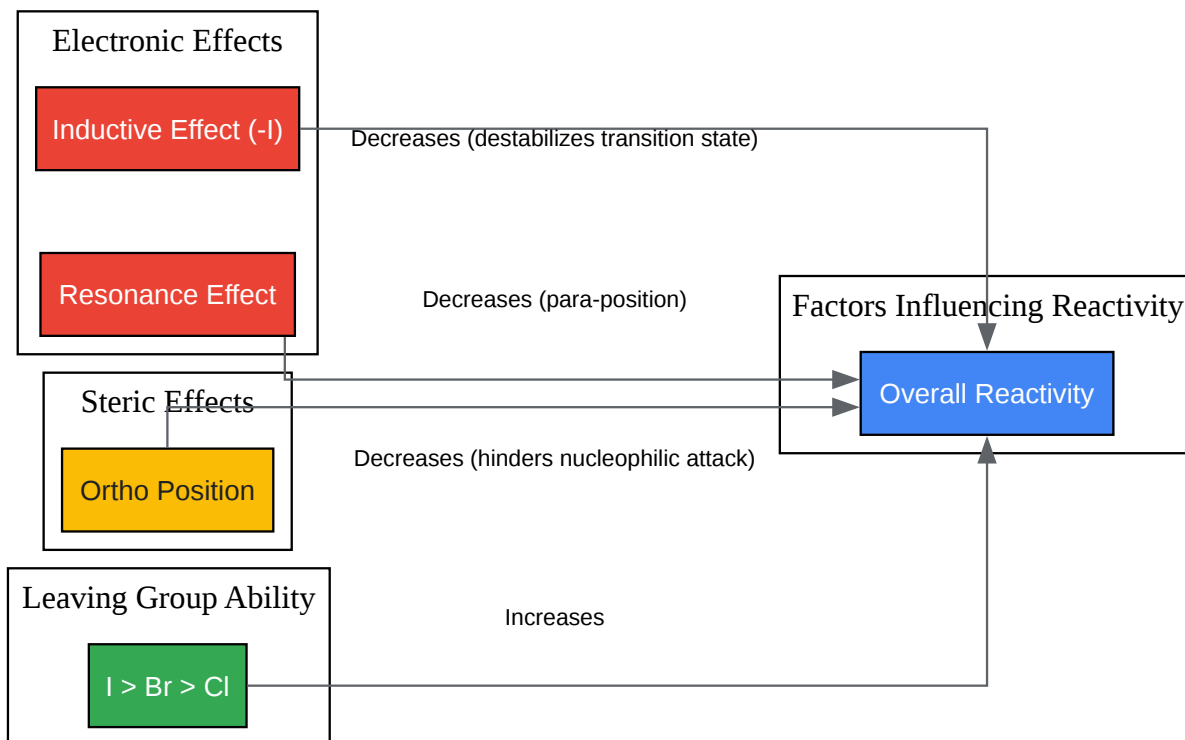 Electronic Effects
Inductive Effect (-I)
Decreases (destabilizes transition state)
Resonance Effect
Decreases (para-position)
Factors Influencing Reactivity
Overall Reactivity
Steric Effects
Decreases (hinders nucleophilic attack)
Ortho Position
Leaving Group Ability
Increases
I > Br > Cl